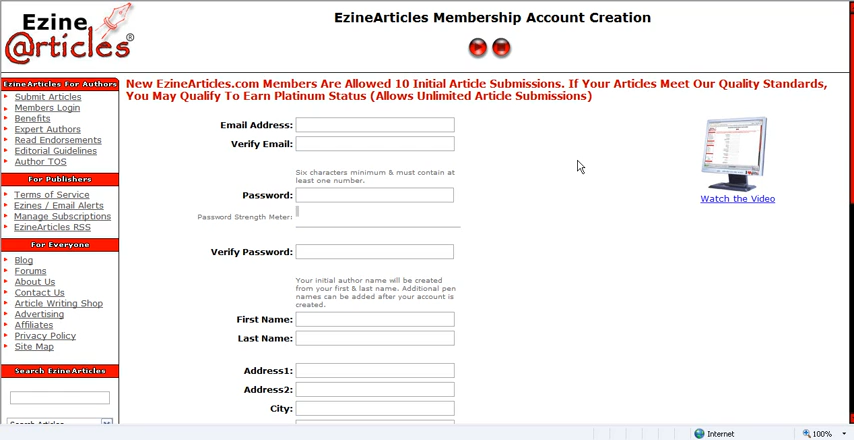 Ezine
@rticles®
EzineArticles Membership Account Creation
EzineArticles For Authors
Submit Articles
Members Login
Benefits
Expert Authors
Read Endorsements
Editorial Guidelines
Author TOS
For Publishers
Terms of Service
Ezines / Email Alerts
Manage Subscriptions
EzineArticles RSS
For Everyone
Blog
Forums
About Us
Contact Us
Article Writing Shop
Advertising
Affiliates
Privacy Policy
Site Map
Search EzineArticles
Search Articles
New EzineArticles.com Members Are Allowed 10 Initial Article Submissions. If Your Articles Meet Our Quality Standards,
You May Qualify To Earn Platinum Status (Allows Unlimited Article Submissions)
Email Address:
Verify Email:
Six characters minimum & must contain at
least one number.
Password:
Password Strength Meter:
Verify Password:
Your initial author name will be created
from your first & last name. Additional pen
names can be added after your account is
created.
First Name:
Last Name:
Address1:
Address2:
City:
Watch the Video
Internet
100%